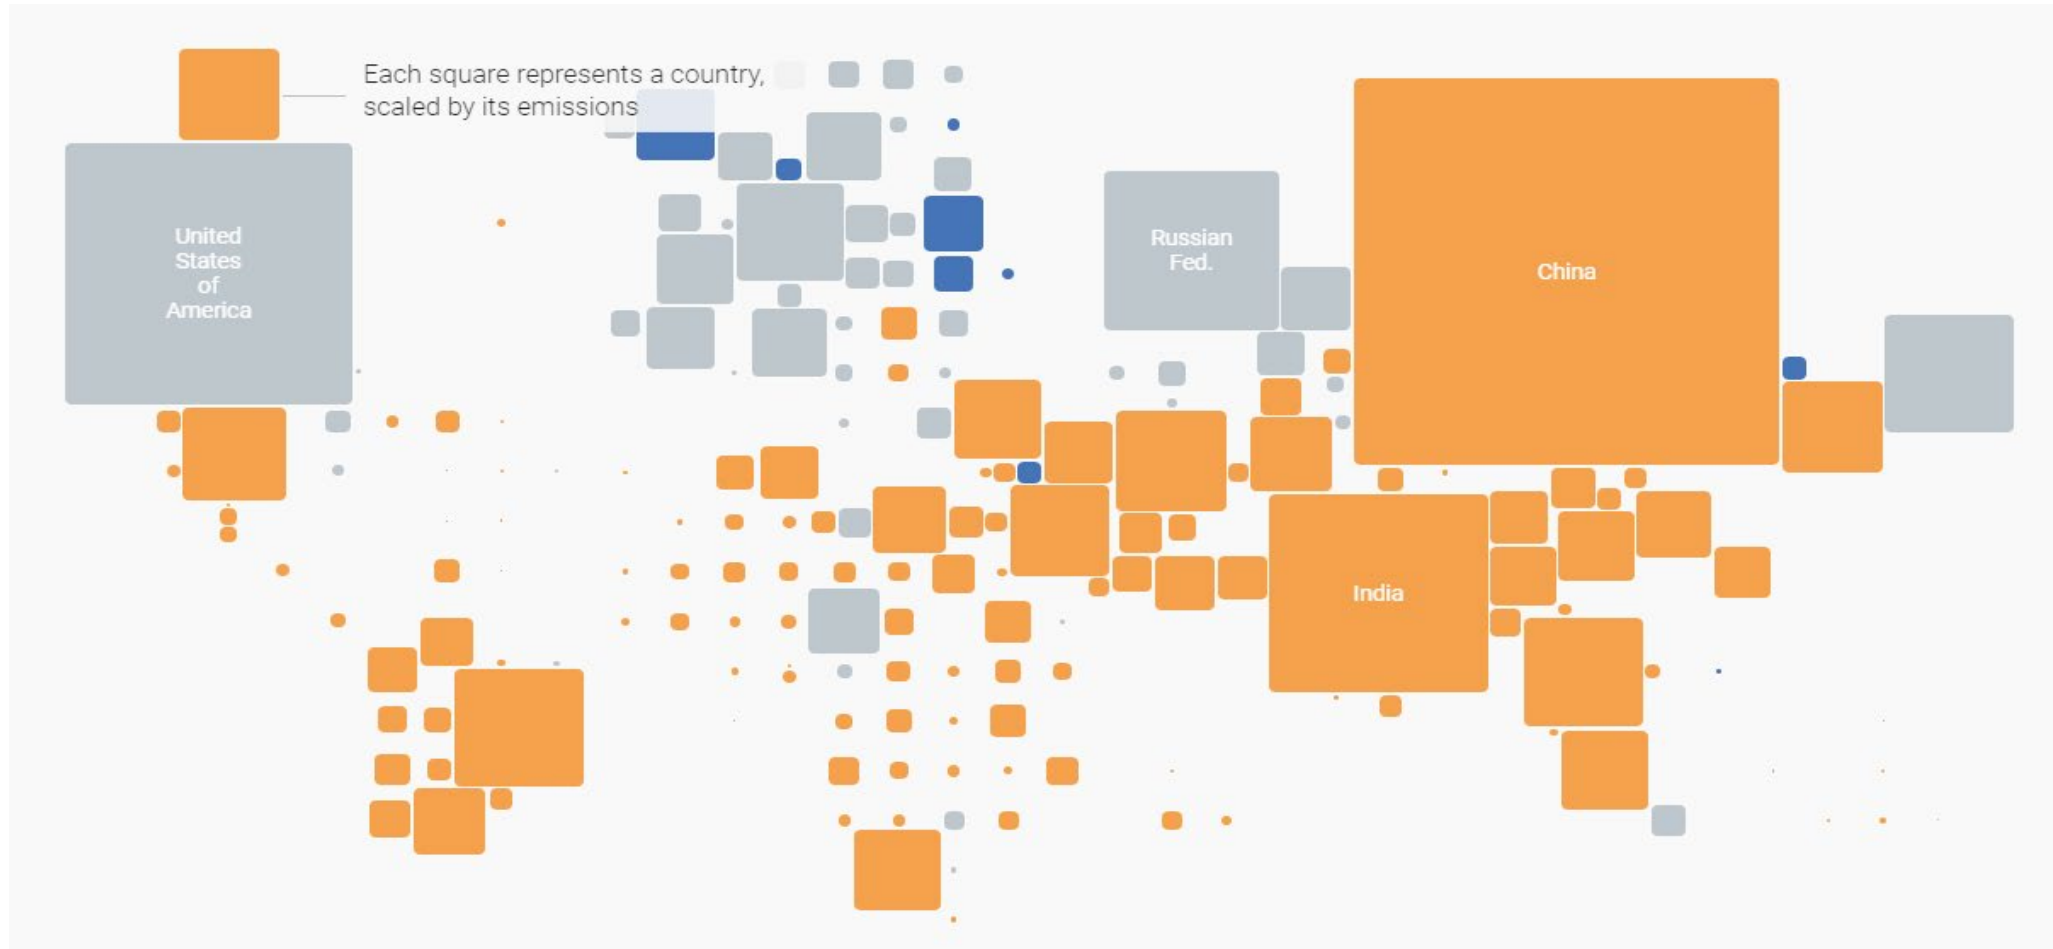 Each square represents a country,
scaled by its emissions
United
States
of
America
Russian
Fed.
China
India